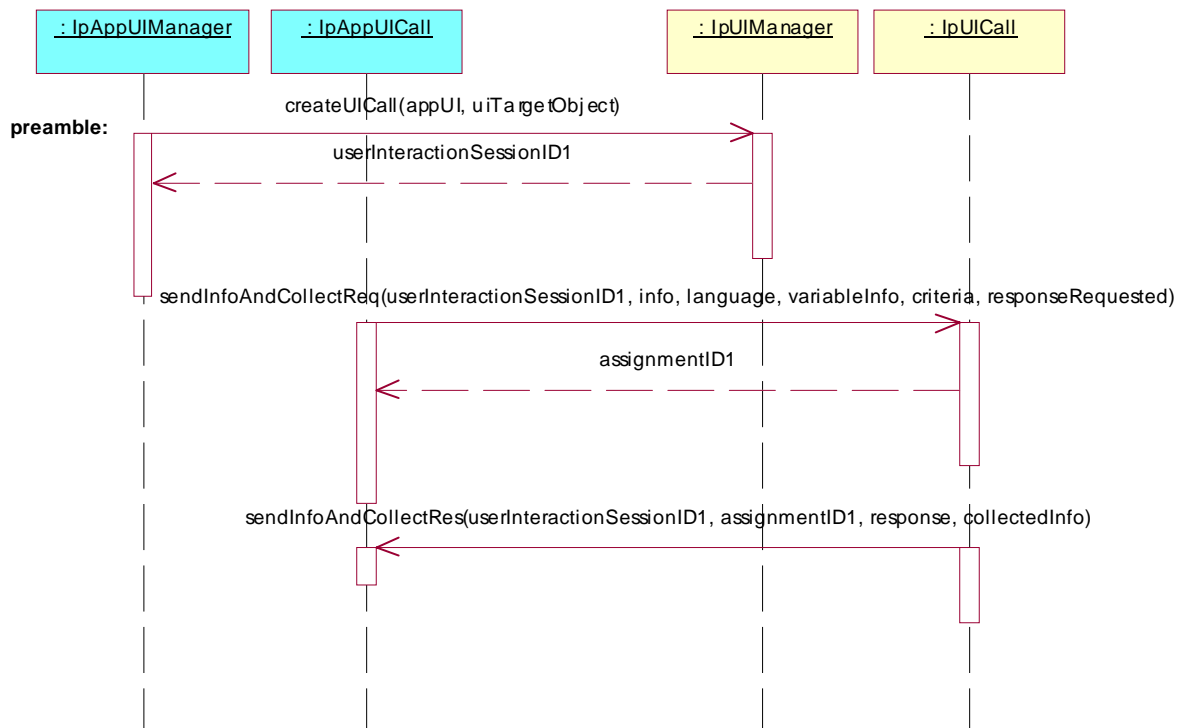 : IpAppUIManager
: IpAppUICall
: IpUIManager
: IpUICall
createUICall(appUI, uiTargetObject)
preamble:
userInteractionSessionID1
sendInfoAndCollectReq(userInteractionSessionID1, info, language, variableInfo, criteria, responseRequested)
assignmentID1
sendInfoAndCollectRes(userInteractionSessionID1, assignmentID1, response, collectedInfo)